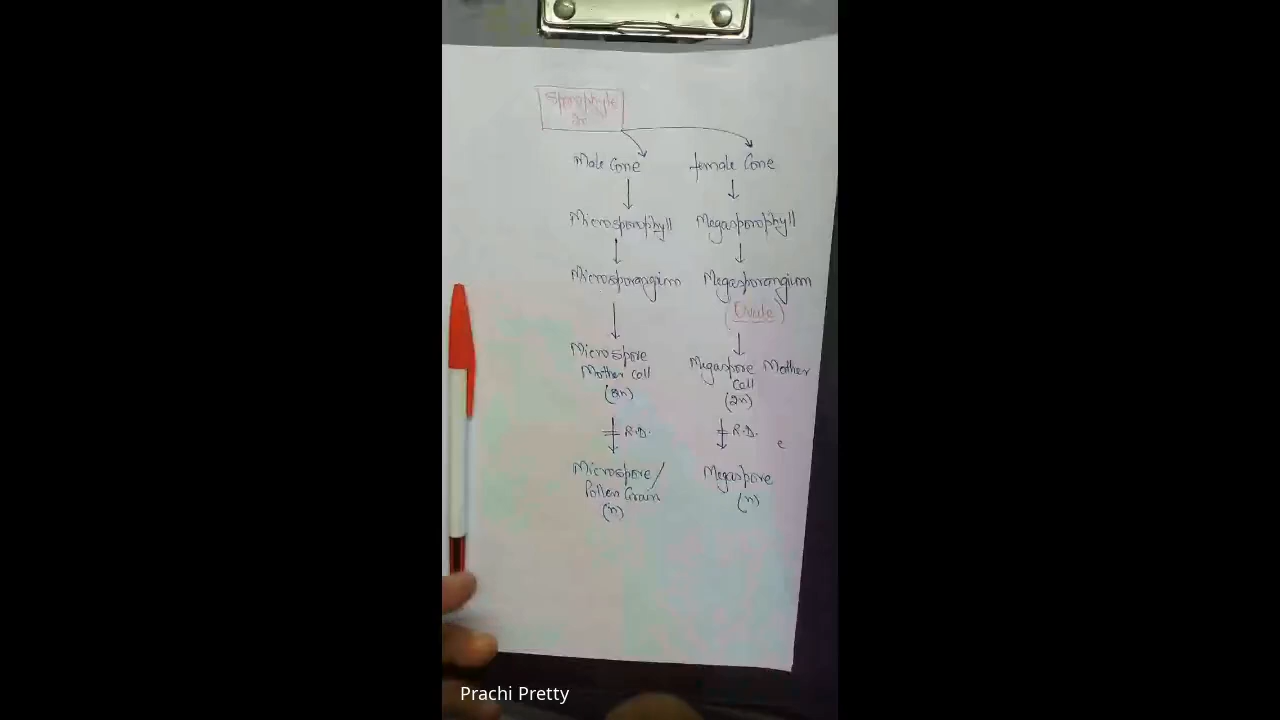 Sporophyte
2n
Male Cone
female Cone
Microsporophyll
Megasporophyll
Microsporangium
Megasporangium
(Ovule)
Microspore
Mother Cell
(2n)
Megaspore Mother
Cell
(2n)
R.D.
R.D.
e
Microspore/
Pollen Grain
(n)
Megaspore
(n)
Prachi Pretty